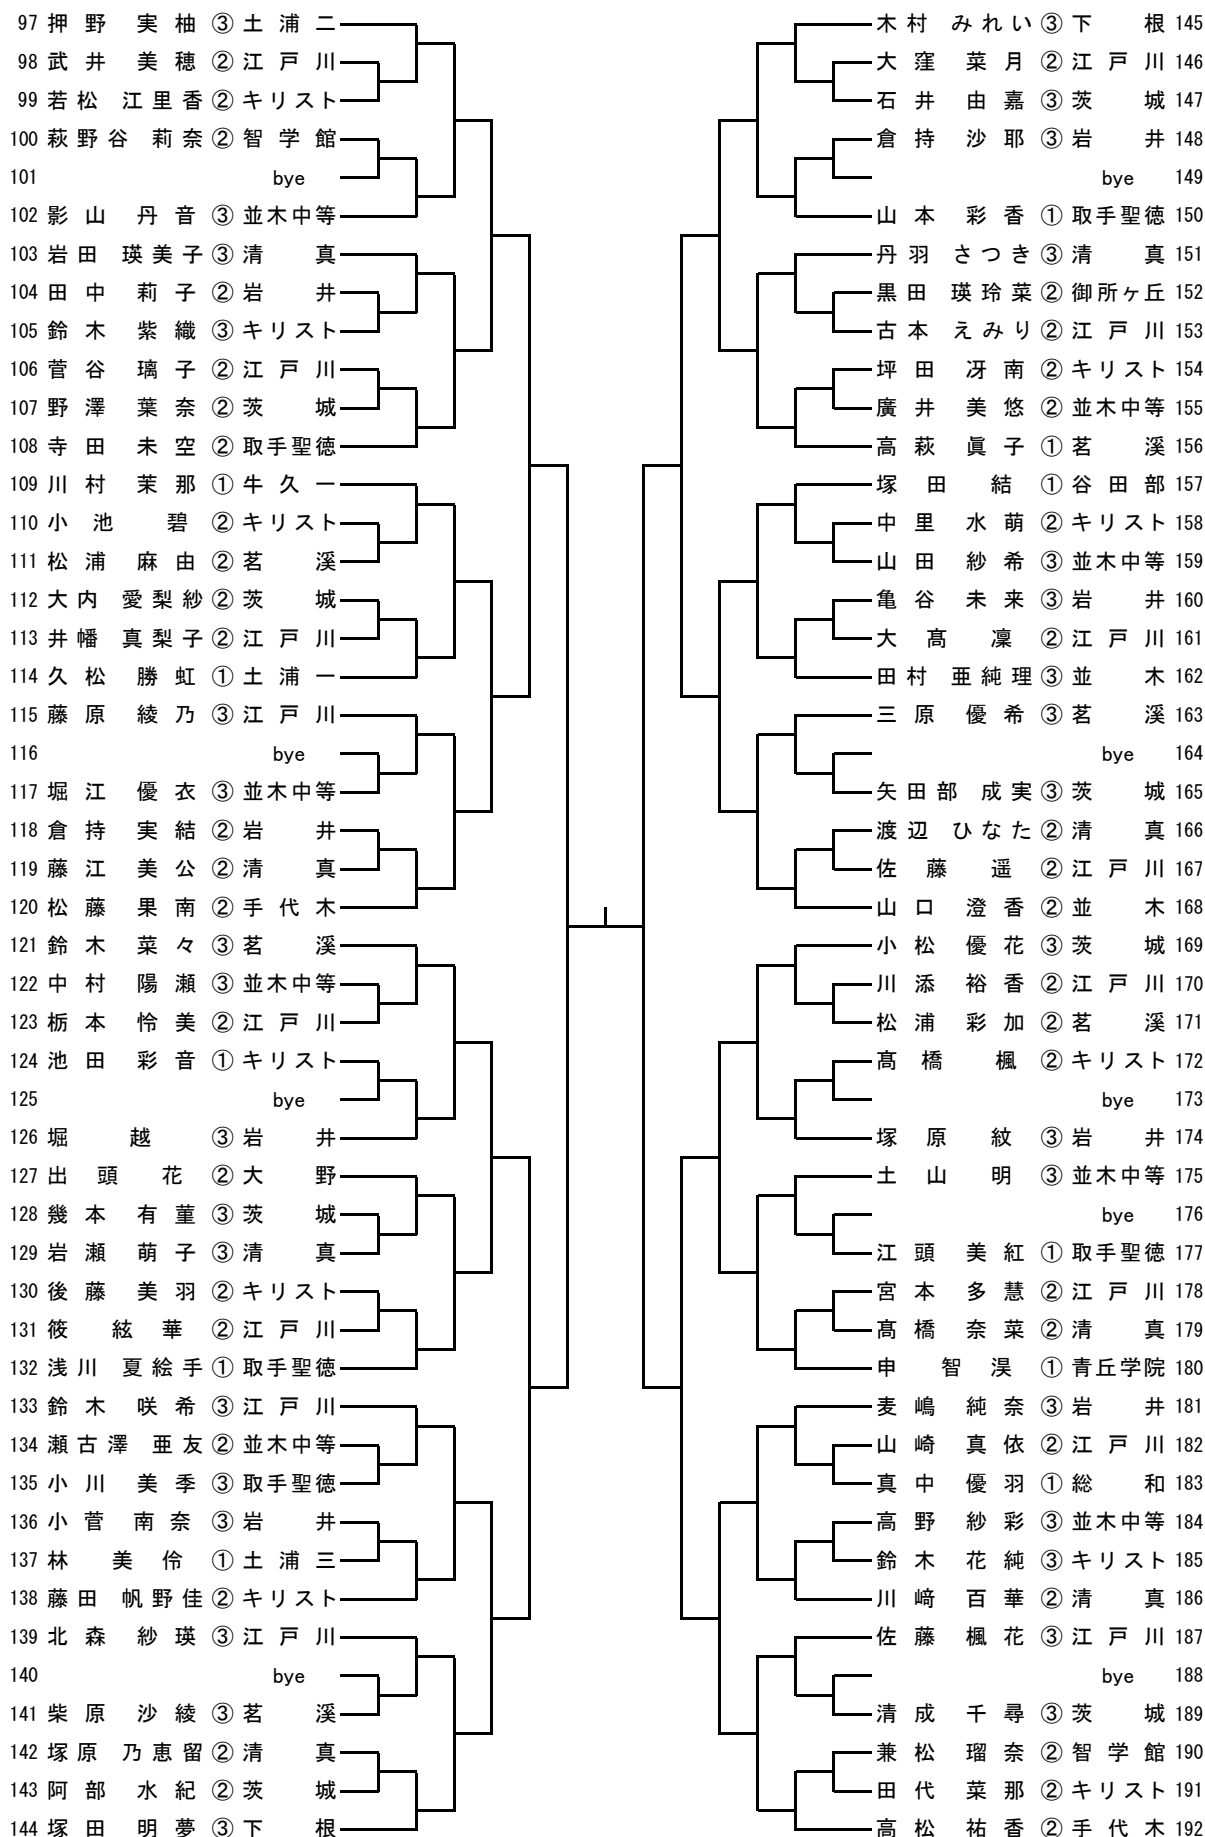 97 押野 実柚 ③ 土浦二
98 武井 美穂 ② 江戸川
99 若松 江里香 ② キリスト
100 萩野谷 莉奈 ② 智学館
101 bye
102 影山 丹音 ③ 並木中等
103 岩田 瑛美子 ③ 清真
104 田中 莉子 ② 岩井
105 鈴木 紫織 ③ キリスト
106 菅谷 璃子 ② 江戸川
107 野澤 葉奈 ② 茨城
108 寺田 未空 ② 取手聖徳
109 川村 茉那 ① 牛久一
110 小池 碧 ② キリスト
111 松浦 麻由 ② 茗溪
112 大内 愛梨紗 ② 茨城
113 井幡 真梨子 ② 江戸川
114 久松 勝虹 ① 土浦一
115 藤原 綾乃 ③ 江戸川
116 bye
117 堀江 優衣 ③ 並木中等
118 倉持 実結 ② 岩井
119 藤江 美公 ② 清真
120 松藤 果南 ② 手代木
121 鈴木 菜々 ③ 茗溪
122 中村 陽瀬 ③ 並木中等
123 栃本 怜美 ② 江戸川
124 池田 彩音 ① キリスト
125 bye
126 堀 越 ③ 岩井
127 出頭 花 ② 大野
128 幾本 有菫 ③ 茨城
129 岩瀬 萌子 ③ 清真
130 後藤 美羽 ② キリスト
131 筱 絃華 ② 江戸川
132 浅川 夏絵手 ① 取手聖徳
133 鈴木 咲希 ③ 江戸川
134 瀬古澤 亜友 ② 並木中等
135 小川 美季 ③ 取手聖徳
136 小菅 南奈 ③ 岩井
137 林 美伶 ① 土浦三
138 藤田 帆野佳 ② キリスト
139 北森 紗瑛 ③ 江戸川
140 bye
141 柴原 沙綾 ③ 茗溪
142 塚原 乃恵留 ② 清真
143 阿部 水紀 ② 茨城
144 塚田 明夢 ③ 下根
木村 みれい ③ 下根 145
大窪 菜月 ② 江戸川 146
石井 由嘉 ③ 茨城 147
倉持 沙耶 ③ 岩井 148
bye 149
山本 彩香 ① 取手聖徳 150
丹羽 さつき ③ 清真 151
黒田 瑛玲菜 ② 御所ヶ丘 152
古本 えみり ② 江戸川 153
坪田 冴南 ② キリスト 154
廣井 美悠 ② 並木中等 155
高萩 眞子 ① 茗溪 156
塚田 結 ① 谷田部 157
中里 水萌 ② キリスト 158
山田 紗希 ③ 並木中等 159
亀谷 未来 ③ 岩井 160
大髙 凜 ② 江戸川 161
田村 亜純理 ③ 並木 162
三原 優希 ③ 茗溪 163
bye 164
矢田部 成実 ③ 茨城 165
渡辺 ひなた ② 清真 166
佐藤 遥 ② 江戸川 167
山口 澄香 ② 並木 168
小松 優花 ③ 茨城 169
川添 裕香 ② 江戸川 170
松浦 彩加 ② 茗溪 171
髙橋 楓 ② キリスト 172
bye 173
塚原 紋 ③ 岩井 174
土山 明 ③ 並木中等 175
bye 176
江頭 美紅 ① 取手聖徳 177
宮本 多慧 ② 江戸川 178
髙橋 奈菜 ② 清真 179
申 智淏 ① 青丘学院 180
麦嶋 純奈 ③ 岩井 181
山崎 真依 ② 江戸川 182
真中 優羽 ① 総和 183
高野 紗彩 ③ 並木中等 184
鈴木 花純 ③ キリスト 185
川﨑 百華 ② 清真 186
佐藤 楓花 ③ 江戸川 187
bye 188
清成 千尋 ③ 茨城 189
兼松 瑠奈 ② 智学館 190
田代 菜那 ② キリスト 191
高松 祐香 ② 手代木 192